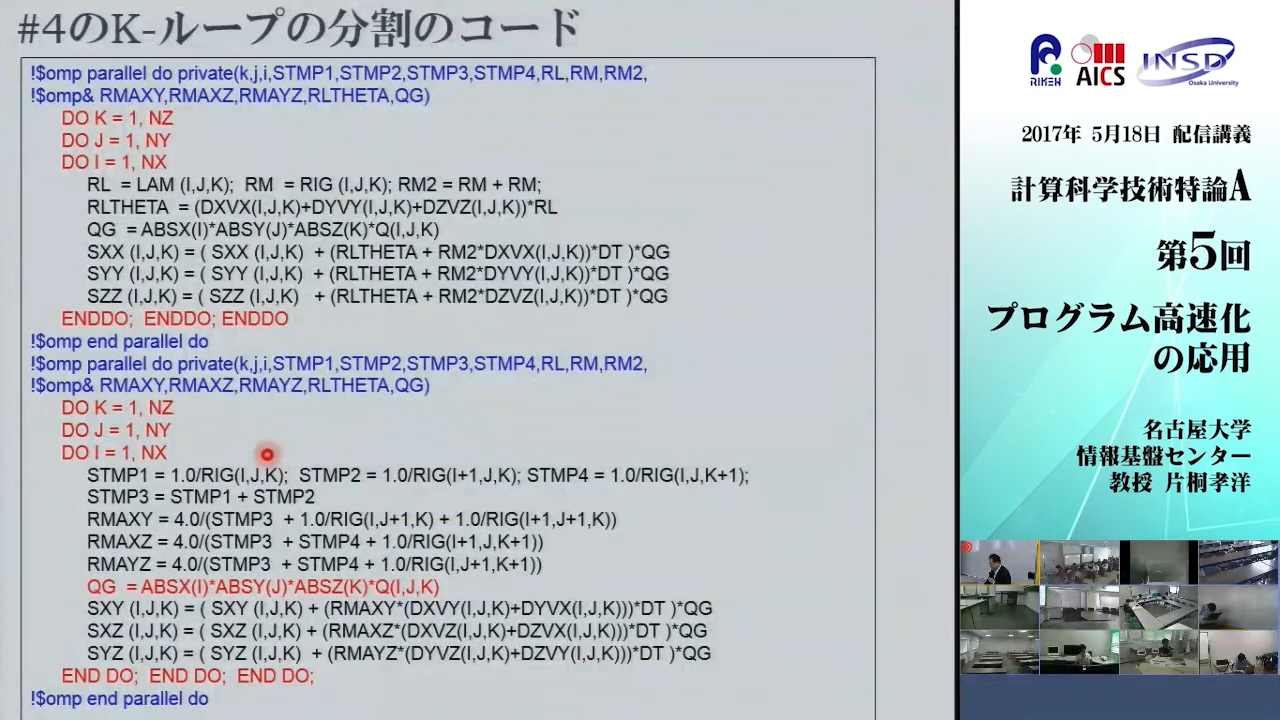 #4のK-ループの分割のコード
!$omp parallel do private(k,j,i,STMP1,STMP2,STMP3,STMP4,RL,RM,RM2,
!$omp& RMAXY,RMAXZ,RMAYZ,RLTHETA,QG)
DO K = 1, NZ
DO J = 1, NY
DO I = 1, NX
RL = LAM (I,J,K); RM = RIG (I,J,K); RM2 = RM + RM;
RLTHETA = (DXVX(I,J,K)+DYVY(I,J,K)+DZVZ(I,J,K))*RL
QG = ABSX(I)*ABSY(J)*ABSZ(K)*Q(I,J,K)
SXX (I,J,K) = ( SXX (I,J,K) + (RLTHETA + RM2*DXVX(I,J,K))*DT )*QG
SYY (I,J,K) = ( SYY (I,J,K) + (RLTHETA + RM2*DYVY(I,J,K))*DT )*QG
SZZ (I,J,K) = ( SZZ (I,J,K) + (RLTHETA + RM2*DZVZ(I,J,K))*DT )*QG
ENDDO; ENDDO; ENDDO
!$omp end parallel do
!$omp parallel do private(k,j,i,STMP1,STMP2,STMP3,STMP4,RL,RM,RM2,
!$omp& RMAXY,RMAXZ,RMAYZ,RLTHETA,QG)
DO K = 1, NZ
DO J = 1, NY
DO I = 1, NX
STMP1 = 1.0/RIG(I,J,K); STMP2 = 1.0/RIG(I+1,J,K); STMP4 = 1.0/RIG(I,J,K+1);
STMP3 = STMP1 + STMP2
RMAXY = 4.0/(STMP3 + 1.0/RIG(I,J+1,K) + 1.0/RIG(I+1,J+1,K))
RMAXZ = 4.0/(STMP3 + STMP4 + 1.0/RIG(I+1,J,K+1))
RMAYZ = 4.0/(STMP3 + STMP4 + 1.0/RIG(I,J+1,K+1))
QG = ABSX(I)*ABSY(J)*ABSZ(K)*Q(I,J,K)
SXY (I,J,K) = ( SXY (I,J,K) + (RMAXY*(DXVY(I,J,K)+DYVX(I,J,K)))*DT )*QG
SXZ (I,J,K) = ( SXZ (I,J,K) + (RMAXZ*(DXVZ(I,J,K)+DZVX(I,J,K)))*DT )*QG
SYZ (I,J,K) = ( SYZ (I,J,K) + (RMAYZ*(DYVZ(I,J,K)+DZVY(I,J,K)))*DT )*QG
END DO; END DO; END DO;
!$omp end parallel do
RIKEN
AICS
INSD
Osaka University
2017年 5月18日 配信講義
計算科学技術特論A
第5回
プログラム高速化
の応用
名古屋大学
情報基盤センター
教授 片桐孝洋